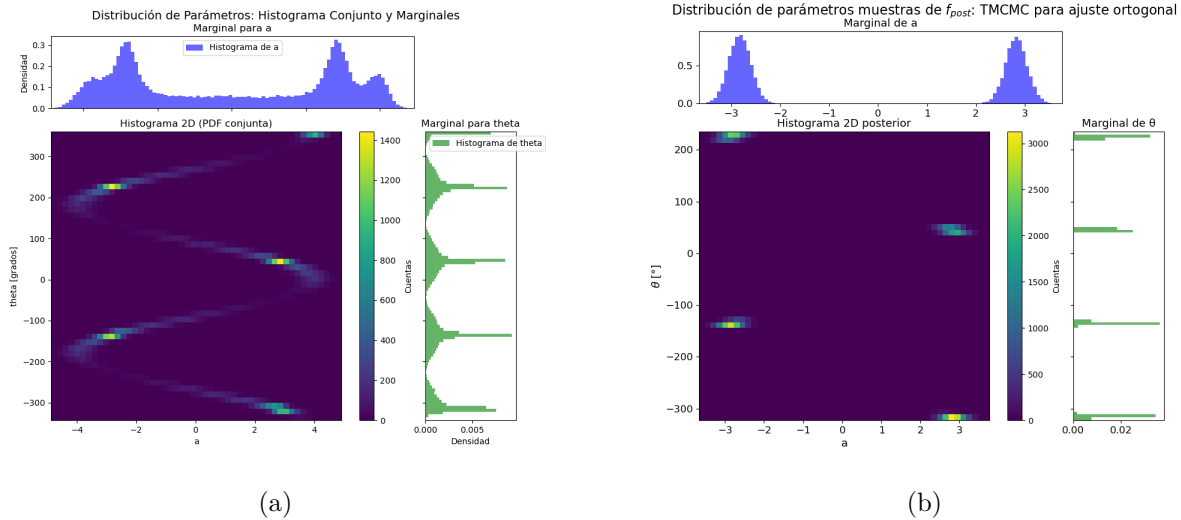 Distribución de Parámetros: Histograma Conjunto y Marginales
Marginal para a
Densidad
0.3
0.2
0.1
0.0
Histograma de a
Histograma 2D (PDF conjunta)
theta [grados]
300
200
100
0
−100
−200
−300
−4
−2
0
2
4
a
1400
1200
1000
800
600
400
200
0
Cuentas
Marginal para theta
Histograma de theta
0.000
0.005
Densidad
(a)
Distribución de parámetros muestras de f_post: TMCMC para ajuste ortogonal
Marginal de a
0.5
0.0
−3
−2
−1
0
1
2
3
Histograma 2D posterior
θ [°]
200
100
0
−100
−200
−300
−3
−2
−1
0
1
2
3
a
3000
2500
2000
1500
1000
500
0
Cuentas
Marginal de θ
0.00
0.02
(b)